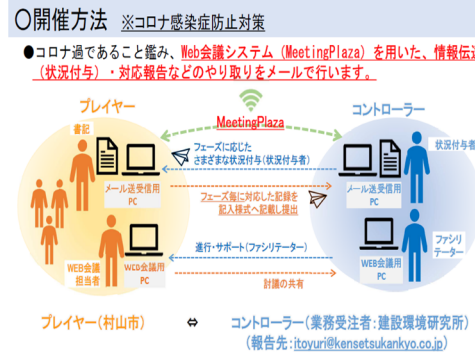 〇開催方法 ※コロナ感染症防止対策
●コロナ過であること鑑み、Web会議システム(MeetingPlaza)を用いた、情報伝達
(状況付与)・対応報告などのやり取りをメールで行います。
プレイヤー
コントローラー
MeetingPlaza
書記
状況付与者
フェーズに応じた
さまざまな状況付与(状況付与者)
メール送受信用
PC
メール送受信用
PC
フェーズ毎に対応した記録を
記入様式へ記載し提出
ファシリ
テーター
進行・サポート(ファシリテーター)
WEB会議
担当者
WEB会議用
PC
WEB会議用
PC
討議の共有
プレイヤー(村山市) ⇔ コントローラー(業務受注者:建設環境研究所)
(報告先:itoyuri@kensetsukankyo.co.jp)